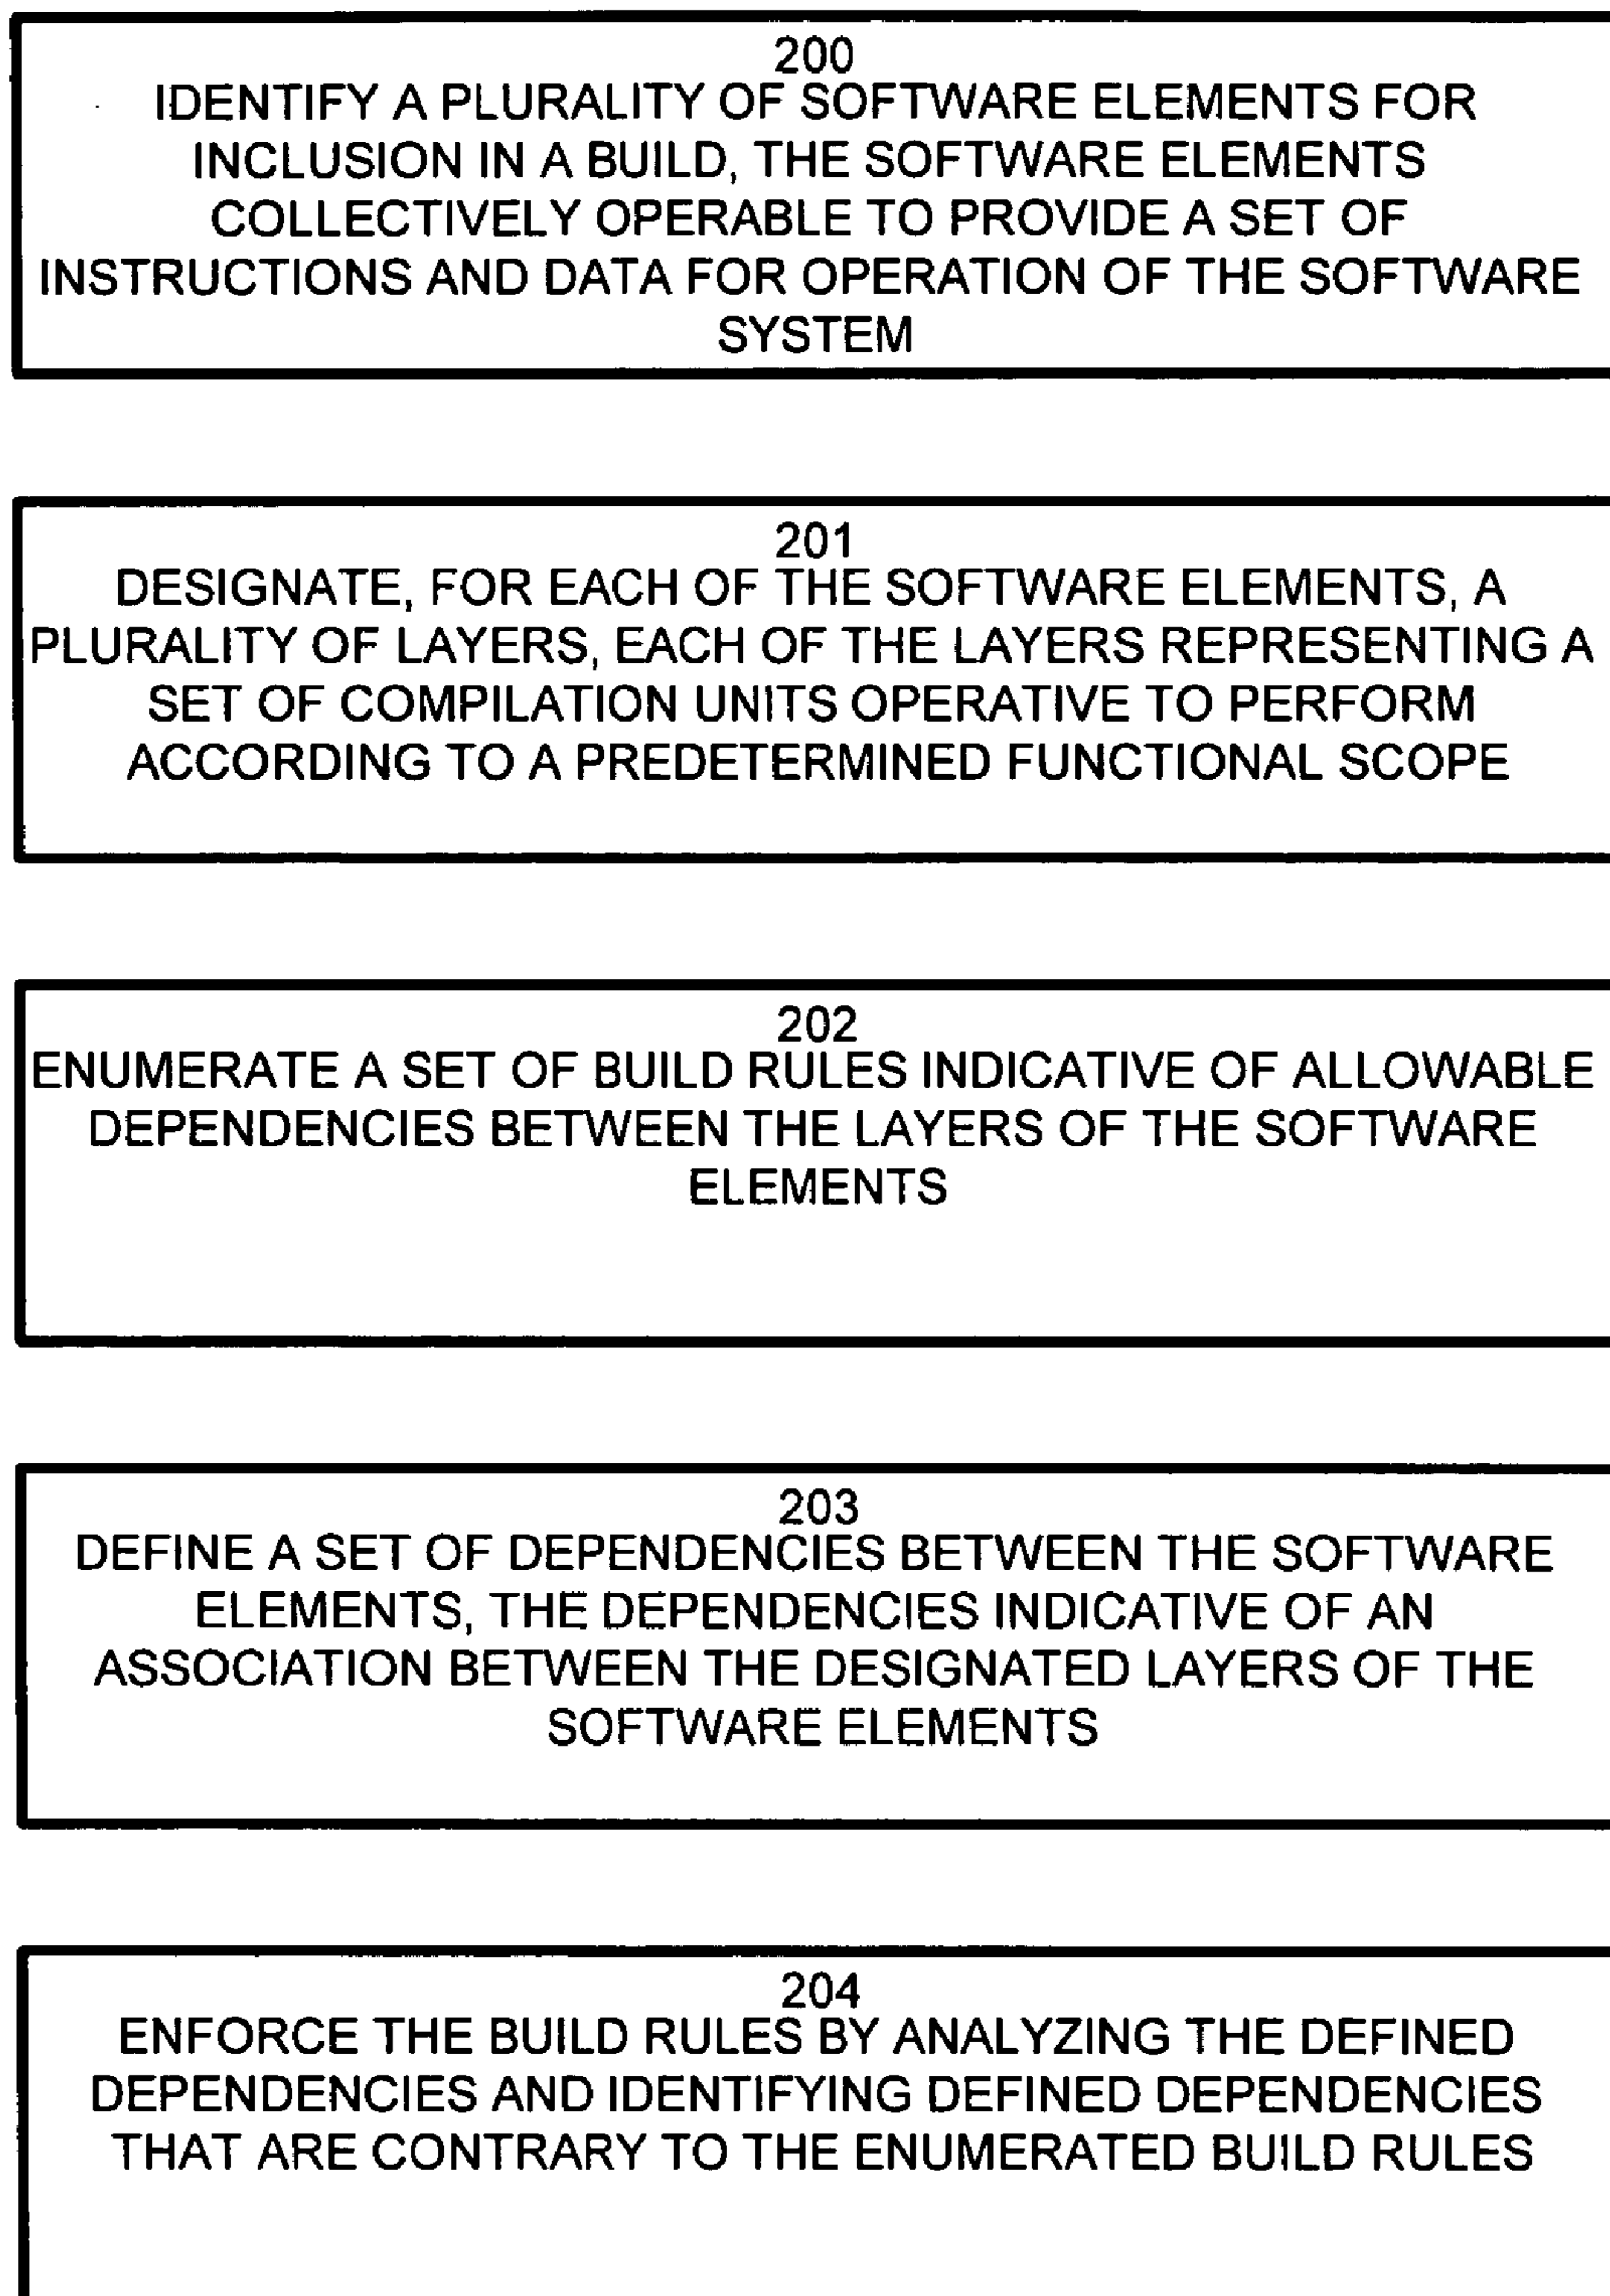 200
IDENTIFY A PLURALITY OF SOFTWARE ELEMENTS FOR
INCLUSION IN A BUILD, THE SOFTWARE ELEMENTS
COLLECTIVELY OPERABLE TO PROVIDE A SET OF
INSTRUCTIONS AND DATA FOR OPERATION OF THE SOFTWARE
SYSTEM
201
DESIGNATE, FOR EACH OF THE SOFTWARE ELEMENTS, A
PLURALITY OF LAYERS, EACH OF THE LAYERS REPRESENTING A
SET OF COMPILATION UNITS OPERATIVE TO PERFORM
ACCORDING TO A PREDETERMINED FUNCTIONAL SCOPE
202
ENUMERATE A SET OF BUILD RULES INDICATIVE OF ALLOWABLE
DEPENDENCIES BETWEEN THE LAYERS OF THE SOFTWARE
ELEMENTS
203
DEFINE A SET OF DEPENDENCIES BETWEEN THE SOFTWARE
ELEMENTS, THE DEPENDENCIES INDICATIVE OF AN
ASSOCIATION BETWEEN THE DESIGNATED LAYERS OF THE
SOFTWARE ELEMENTS
204
ENFORCE THE BUILD RULES BY ANALYZING THE DEFINED
DEPENDENCIES AND IDENTIFYING DEFINED DEPENDENCIES
THAT ARE CONTRARY TO THE ENUMERATED BUILD RULES